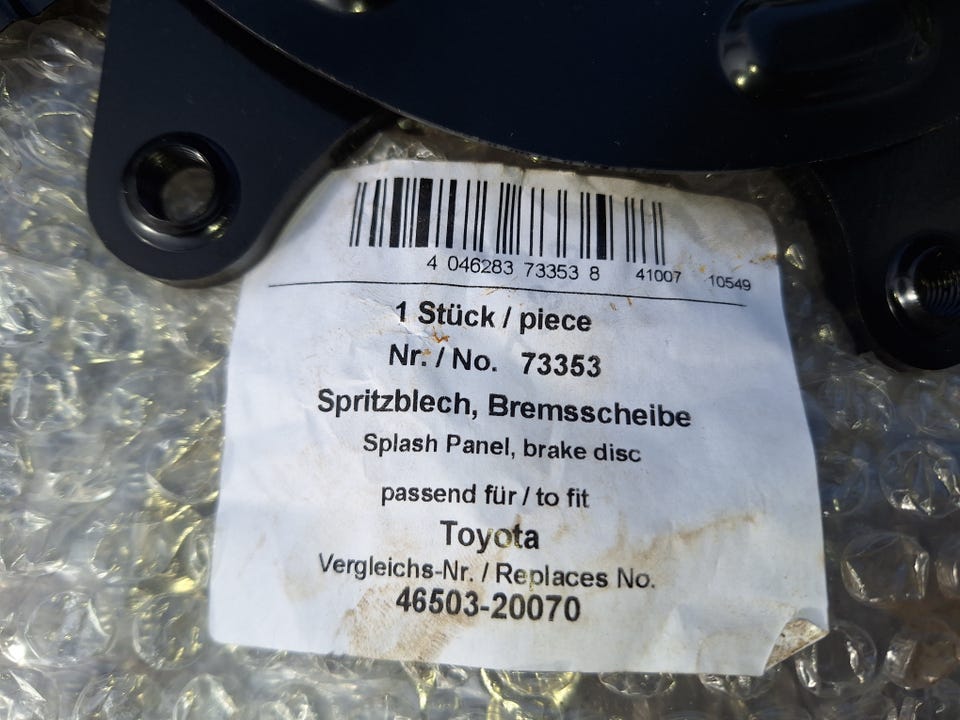 4 046283 73353 8 41007 10549
1 Stück / piece
Nr. / No. 73353
Spritzblech, Bremsscheibe
Splash Panel, brake disc
passend für / to fit
Toyota
Vergleichs-Nr. / Replaces No.
46503-20070